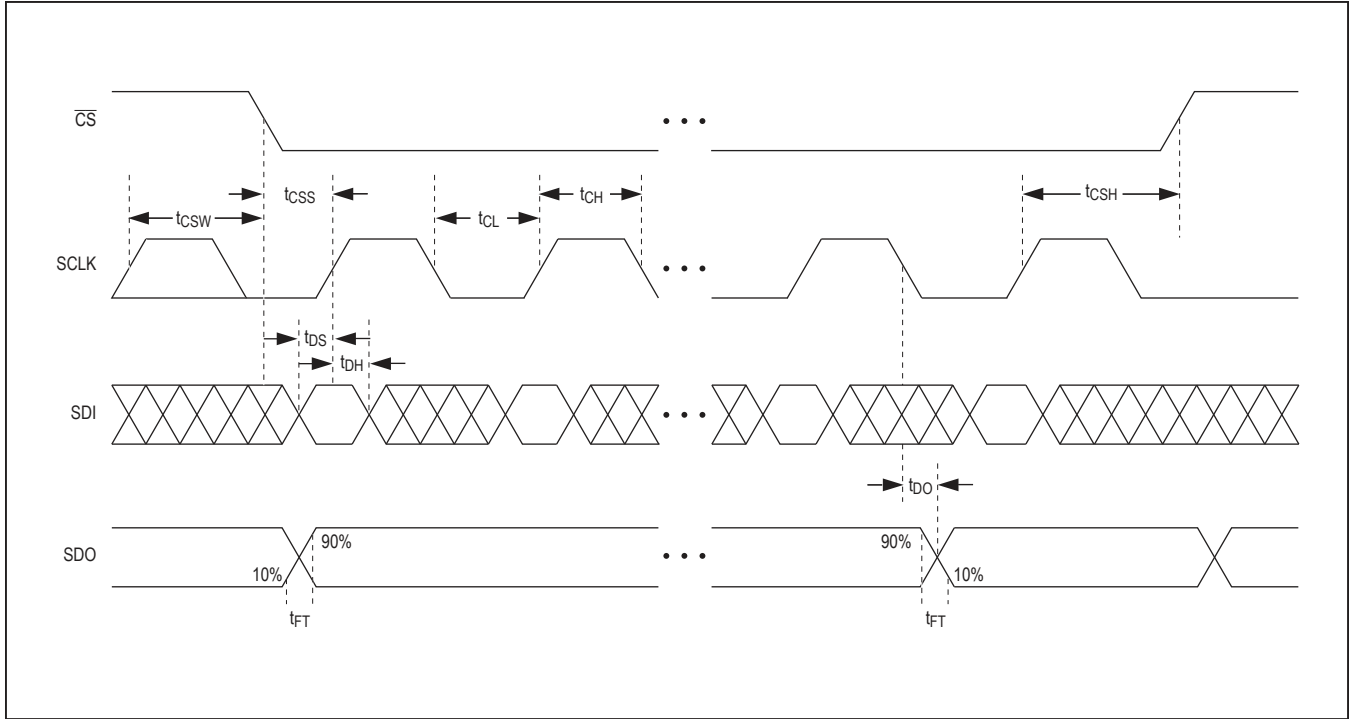 CS
tCSS
tCH
tCSH
tCSW
tCL
SCLK
tDS
tDH
SDI
tDO
SDO
90%
10%
tFT
90%
10%
tFT